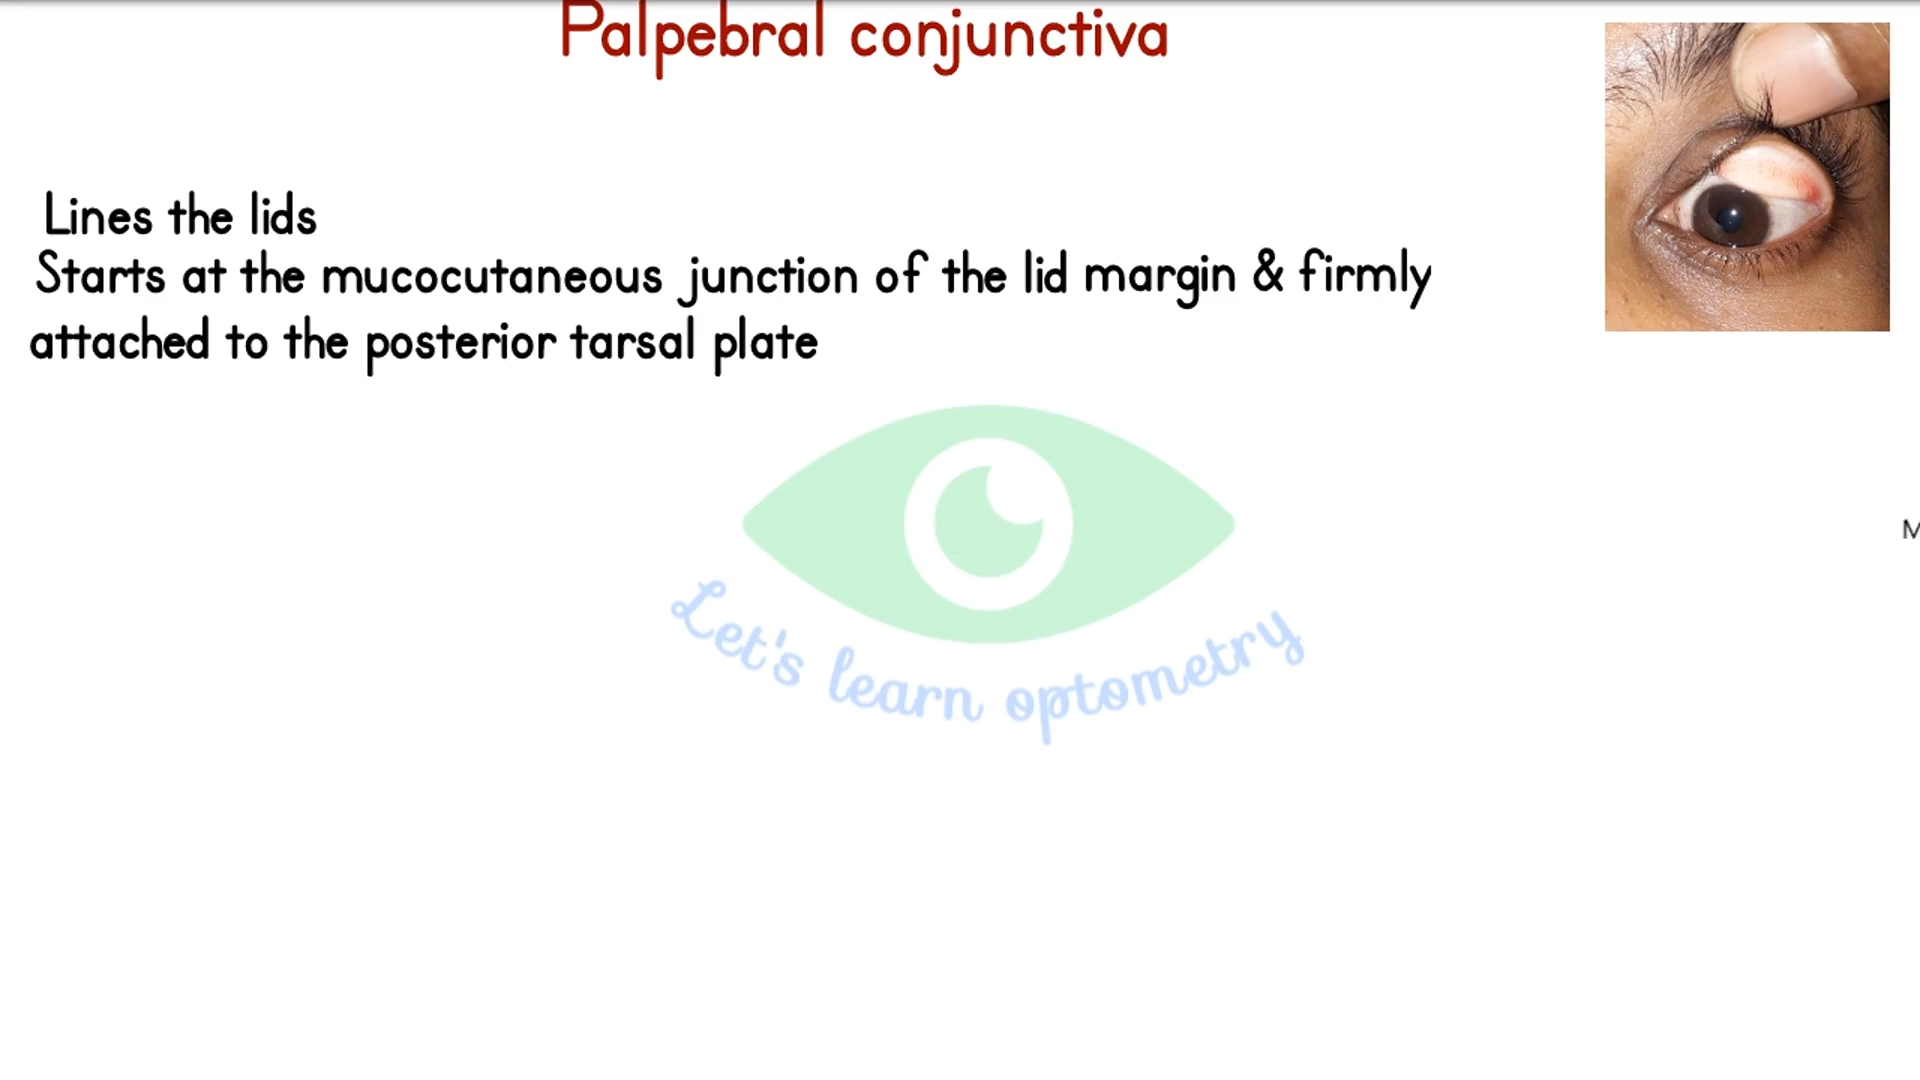 Palpebral conjunctiva
Lines the lids
Starts at the mucocutaneous junction of the lid margin & firmly
attached to the posterior tarsal plate
Let's learn optometry
M